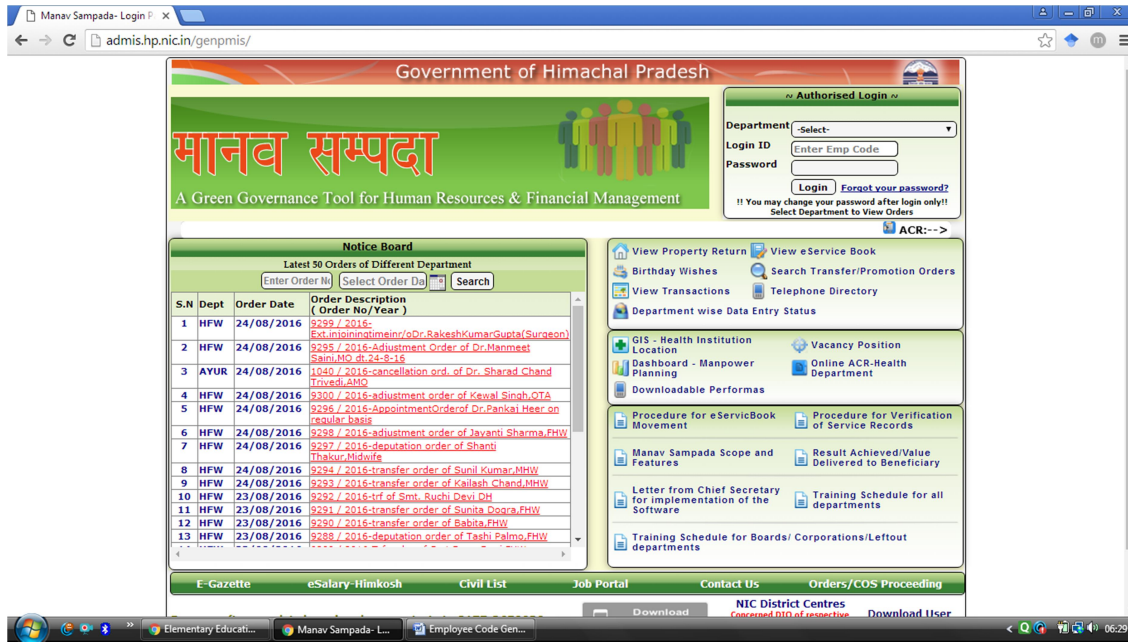 Manav Sampada- Login P
admis.hp.nic.in/genpmis/
Government of Himachal Pradesh
मानव सम्पदा
A Green Governance Tool for Human Resources & Financial Management
~ Authorised Login ~
Department -Select-
Login ID Enter Emp Code
Password
Login Forgot your password?
!! You may change your password after login only!!
Select Department to View Orders
ACR:-->
Notice Board
Latest 50 Orders of Different Department
Enter Order No Select Order Da Search
S.N Dept Order Date Order Description
( Order No/Year )
1 HFW 24/08/2016 9299 / 2016-
Ext.injoiningtimeinr/oDr.RakeshKumarGupta(Surgeon)
2 HFW 24/08/2016 9295 / 2016-Adjustment Order of Dr.Manmeet
Saini,MO dt.24-8-16
3 AYUR 24/08/2016 1040 / 2016-cancellation ord. of Dr. Sharad Chand
Trivedi,AMO
4 HFW 24/08/2016 9300 / 2016-adjustment order of Kewal Singh,OTA
5 HFW 24/08/2016 9296 / 2016-AppointmentOrderof Dr.Pankaj Heer on
regular basis
6 HFW 24/08/2016 9298 / 2016-adjustment order of Jayanti Sharma,FHW
7 HFW 24/08/2016 9297 / 2016-deputation order of Shanti
Thakur,Midwife
8 HFW 24/08/2016 9294 / 2016-transfer order of Sunil Kumar,MHW
9 HFW 24/08/2016 9293 / 2016-transfer order of Kailash Chand,MHW
10 HFW 23/08/2016 9292 / 2016-trf of Smt. Ruchi Devi DH
11 HFW 23/08/2016 9291 / 2016-transfer order of Sunita Dogra,FHW
12 HFW 23/08/2016 9290 / 2016-transfer order of Babita,FHW
13 HFW 23/08/2016 9288 / 2016-deputation order of Tashi Palmo,FHW
View Property Return View eService Book
Birthday Wishes Search Transfer/Promotion Orders
View Transactions Telephone Directory
Department wise Data Entry Status
GIS - Health Institution
Location
Vacancy Position
Dashboard - Manpower
Planning
Online ACR-Health
Department
Downloadable Performas
Procedure for eServicBook
Movement
Procedure for Verification
of Service Records
Manav Sampada Scope and
Features
Result Achieved/Value
Delivered to Beneficiary
Letter from Chief Secretary
for implementation of the
Software
Training Schedule for all
departments
Training Schedule for Boards/ Corporations/Leftout
departments
E-Gazette eSalary-Himkosh Civil List Job Portal Contact Us Orders/COS Proceeding
Download
NIC District Centres
Concerned DIO of respective
Download User
Elementary Educati... Manav Sampada- L... Employee Code Gen... 06:29